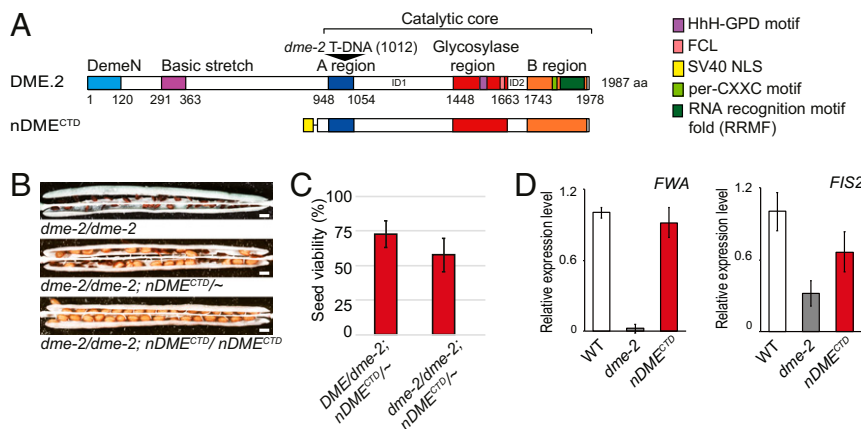 A
Catalytic core
dme-2 T-DNA (1012)
Glycosylase region
DemeN Basic stretch A region B region
DME.2 ID1 ID2 1987 aa
1 120 291 363 948 1054 1448 1663 1743 1978
nDME^CTD
HhH-GPD motif
FCL
SV40 NLS
per-CXXC motif
RNA recognition motif
fold (RRMF)
B
dme-2/dme-2
dme-2/dme-2; nDME^CTD/~
dme-2/dme-2; nDME^CTD/ nDME^CTD
C
Seed viability (%)
100
75
50
25
0
DME/dme-2;
nDME^CTD/~
dme-2/dme-2;
nDME^CTD/~
D
FWA
Relative expression level
1.2
0.6
0
WT
dme-2
nDME^CTD
FIS2
Relative expression level
1.2
0.6
0
WT
dme-2
nDME^CTD